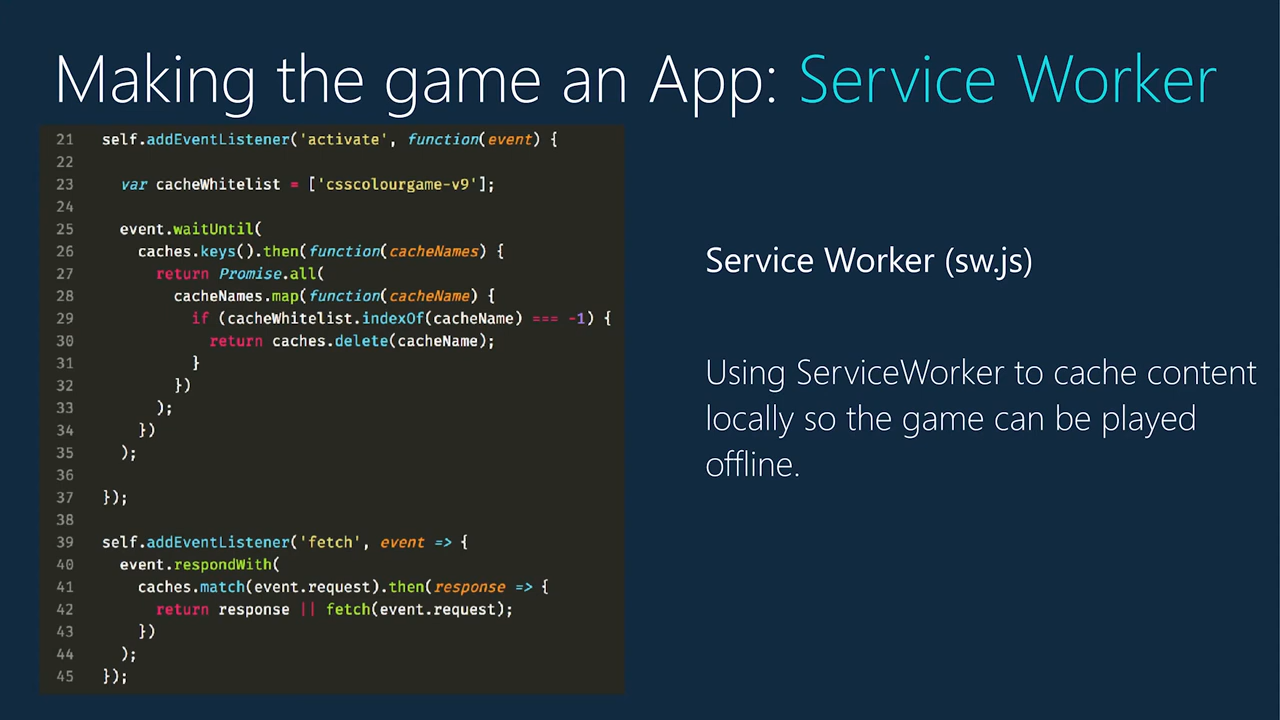 Making the game an App: Service Worker
21 self.addEventListener('activate', function(event) {
22
23 var cacheWhitelist = ['csscolourgame-v9'];
24
25 event.waitUntil(
26 caches.keys().then(function(cacheNames) {
27 return Promise.all(
28 cacheNames.map(function(cacheName) {
29 if (cacheWhitelist.indexOf(cacheName) === -1) {
30 return caches.delete(cacheName);
31 }
32 })
33 );
34 })
35 );
36
37 });
38
39 self.addEventListener('fetch', event => {
40 event.respondWith(
41 caches.match(event.request).then(response => {
42 return response || fetch(event.request);
43 })
44 );
45 });
Service Worker (sw.js)
Using ServiceWorker to cache content
locally so the game can be played
offline.